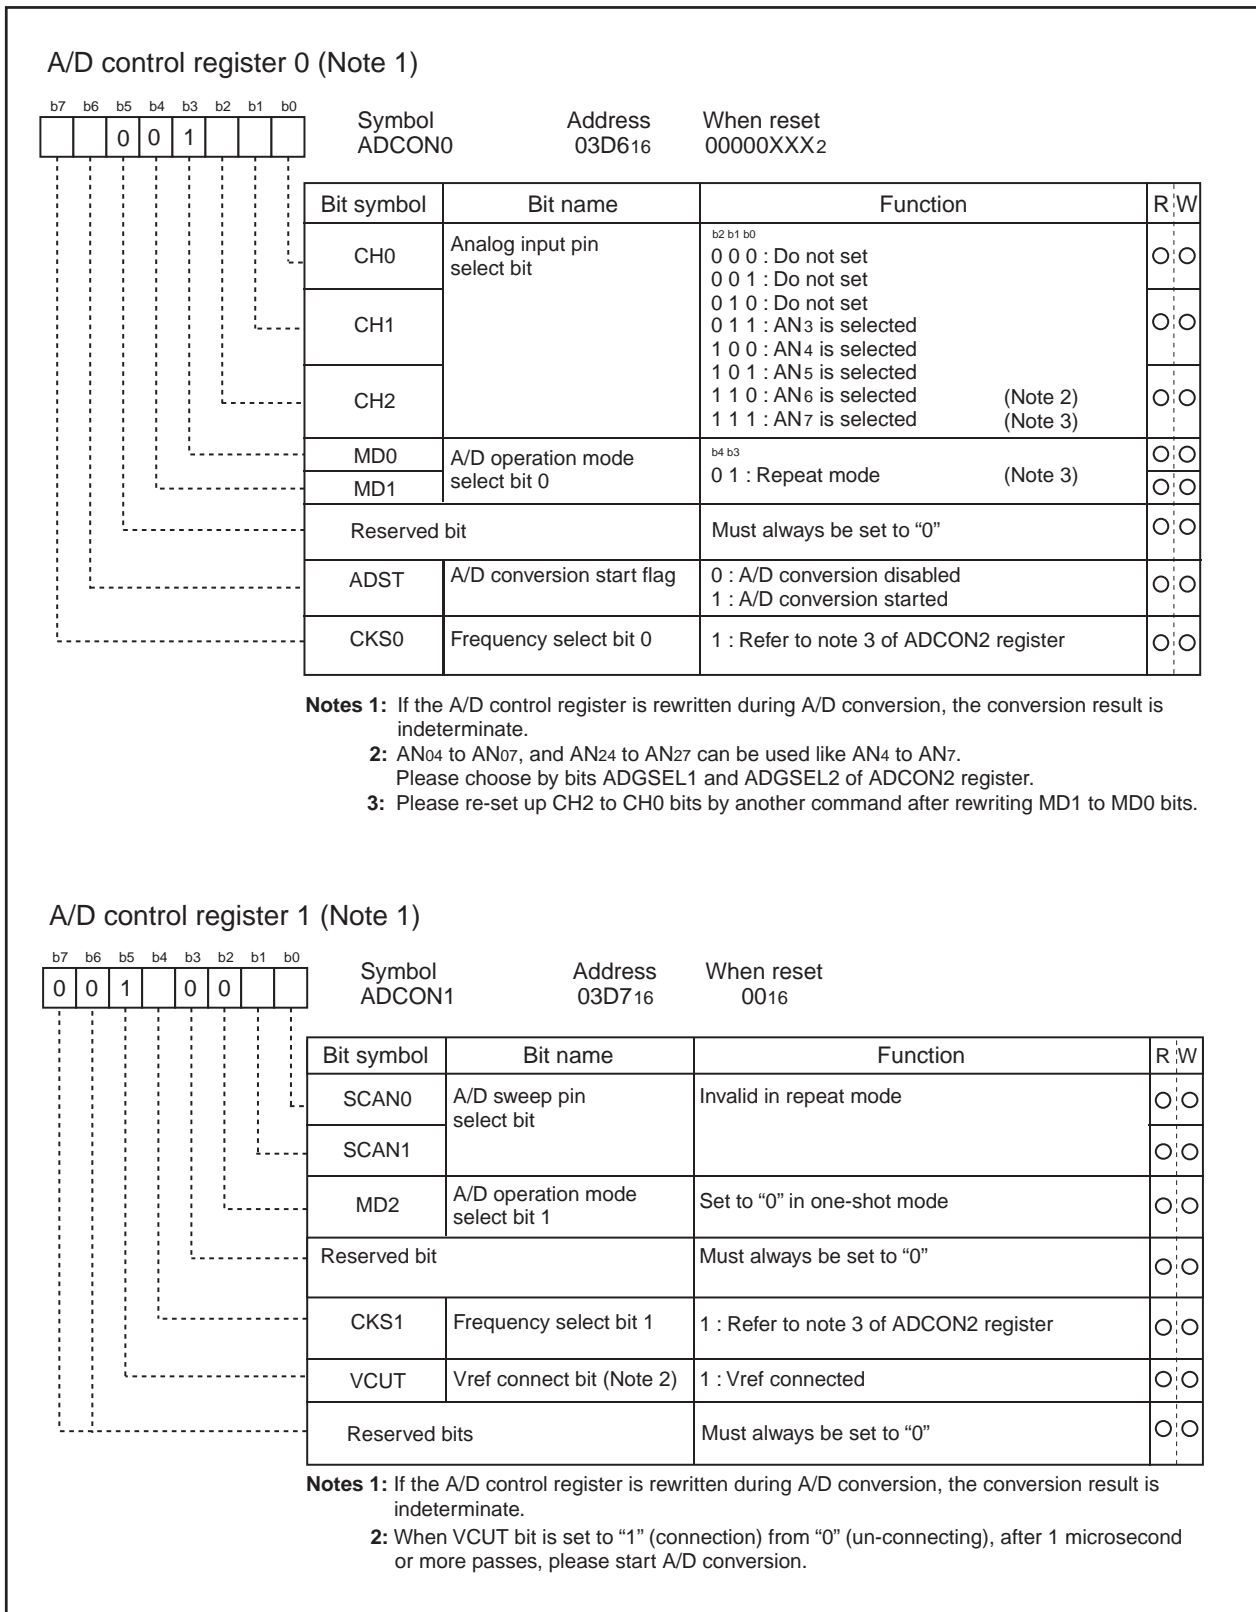 A/D control register 0 (Note 1)
b7 b6 b5 b4 b3 b2 b1 b0
0 0 1
Symbol Address When reset
ADCON0 03D616 00000XXX2
Bit symbol Bit name Function R W
CH0 Analog input pin select bit
b2 b1 b0
0 0 0 : Do not set
0 0 1 : Do not set
0 1 0 : Do not set
CH1
0 1 1 : AN3 is selected
1 0 0 : AN4 is selected
1 0 1 : AN5 is selected
CH2
1 1 0 : AN6 is selected (Note 2)
1 1 1 : AN7 is selected (Note 3)
MD0 A/D operation mode select bit 0
b4 b3
0 1 : Repeat mode (Note 3)
MD1
Reserved bit Must always be set to “0”
ADST A/D conversion start flag 0 : A/D conversion disabled
1 : A/D conversion started
CKS0 Frequency select bit 0 1 : Refer to note 3 of ADCON2 register
Notes 1: If the A/D control register is rewritten during A/D conversion, the conversion result is
indeterminate.
2: AN04 to AN07, and AN24 to AN27 can be used like AN4 to AN7.
Please choose by bits ADGSEL1 and ADGSEL2 of ADCON2 register.
3: Please re-set up CH2 to CH0 bits by another command after rewriting MD1 to MD0 bits.
A/D control register 1 (Note 1)
b7 b6 b5 b4 b3 b2 b1 b0
0 0 1 0 0
Symbol Address When reset
ADCON1 03D716 0016
Bit symbol Bit name Function R W
SCAN0 A/D sweep pin select bit Invalid in repeat mode
SCAN1
MD2 A/D operation mode select bit 1 Set to “0” in one-shot mode
Reserved bit Must always be set to “0”
CKS1 Frequency select bit 1 1 : Refer to note 3 of ADCON2 register
VCUT Vref connect bit (Note 2) 1 : Vref connected
Reserved bits Must always be set to “0”
Notes 1: If the A/D control register is rewritten during A/D conversion, the conversion result is
indeterminate.
2: When VCUT bit is set to “1” (connection) from “0” (un-connecting), after 1 microsecond
or more passes, please start A/D conversion.